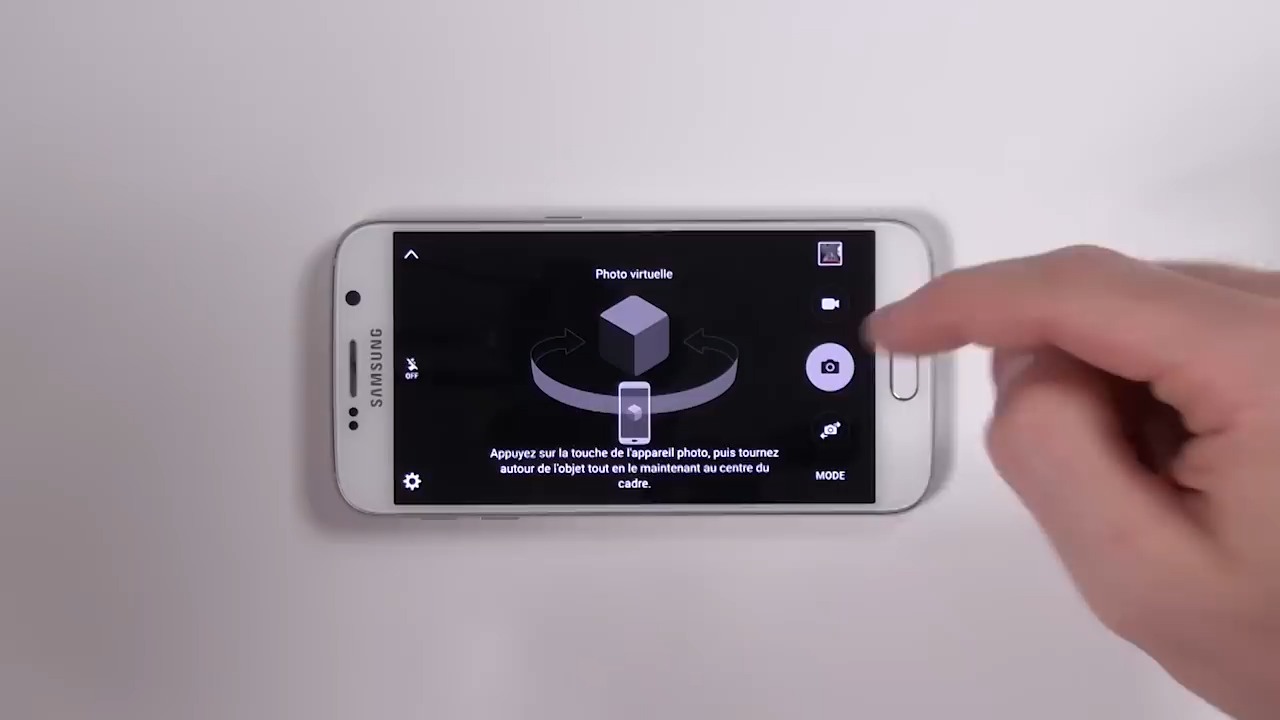 SAMSUNG
Photo virtuelle
OFF
Appuyez sur la touche de l'appareil photo, puis tournez
autour de l'objet tout en le maintenant au centre du
cadre.
MODE